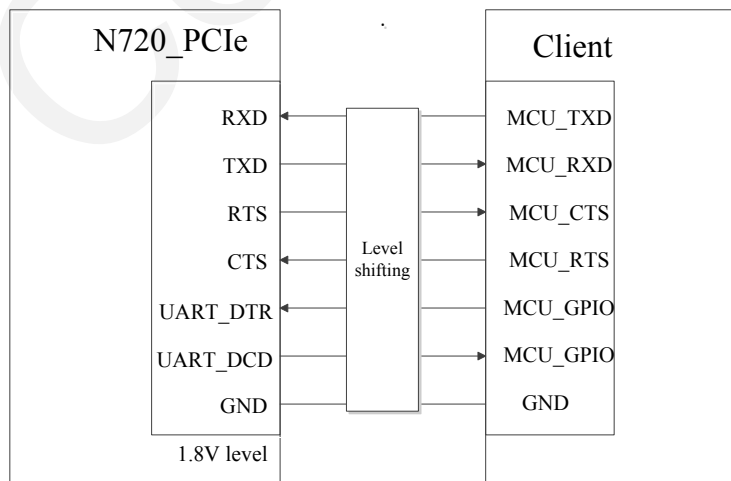 N720_PCIe
Client
RXD
MCU_TXD
TXD
MCU_RXD
RTS
MCU_CTS
Level
shifting
CTS
MCU_RTS
UART_DTR
MCU_GPIO
UART_DCD
MCU_GPIO
GND
GND
1.8V level